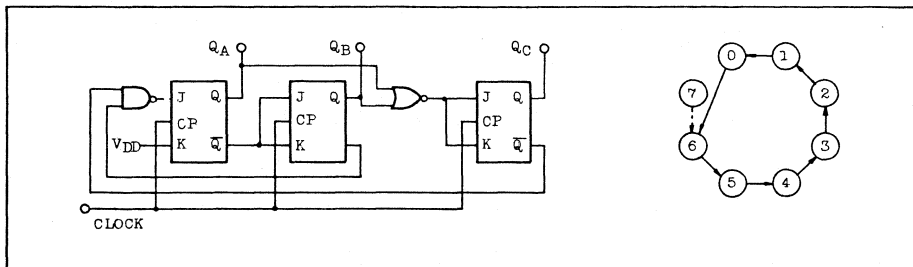 QA QB QC
J Q J Q J Q
CP CP CP
VDD K Q̅ K K Q̅
CLOCK
0 1
7 2
6 3
5 4